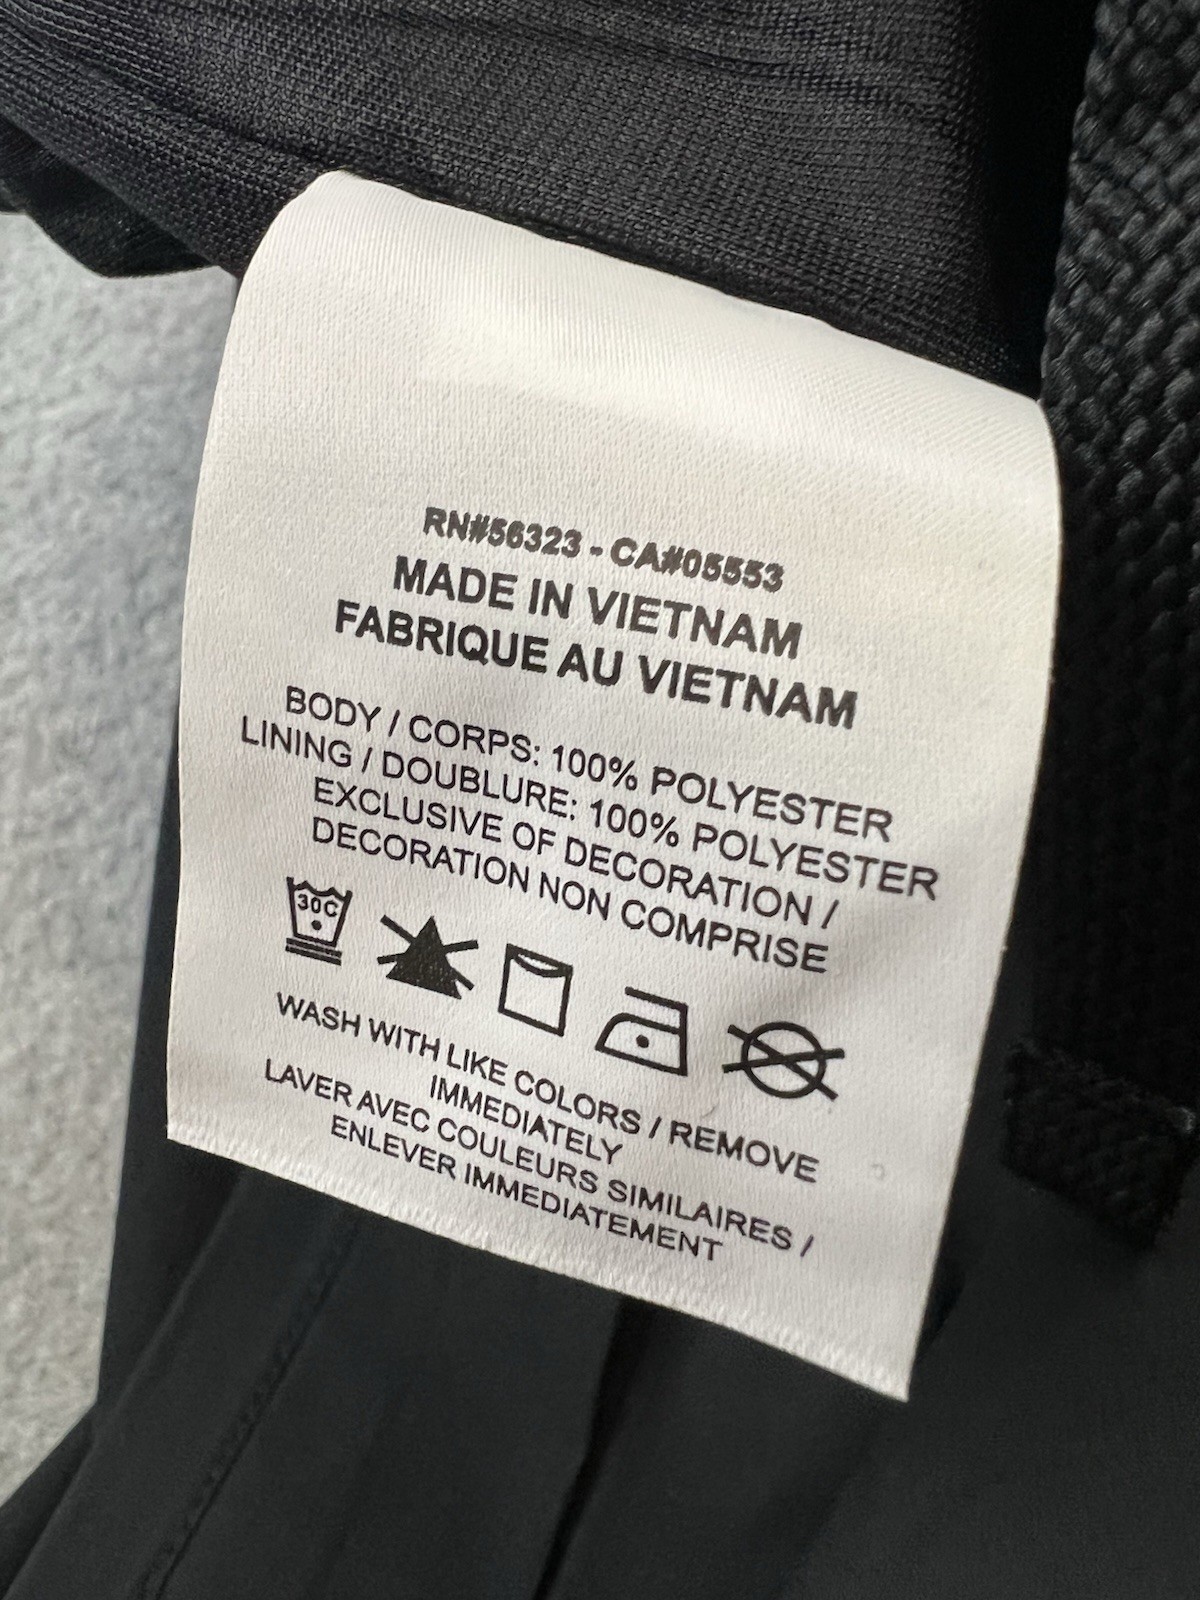 RN#56323 - CA#05553
MADE IN VIETNAM
FABRIQUE AU VIETNAM
BODY / CORPS: 100% POLYESTER
LINING / DOUBLURE: 100% POLYESTER
EXCLUSIVE OF DECORATION /
DECORATION NON COMPRISE
30C
WASH WITH LIKE COLORS / REMOVE
IMMEDIATELY
LAVER AVEC COULEURS SIMILAIRES /
ENLEVER IMMEDIATEMENT